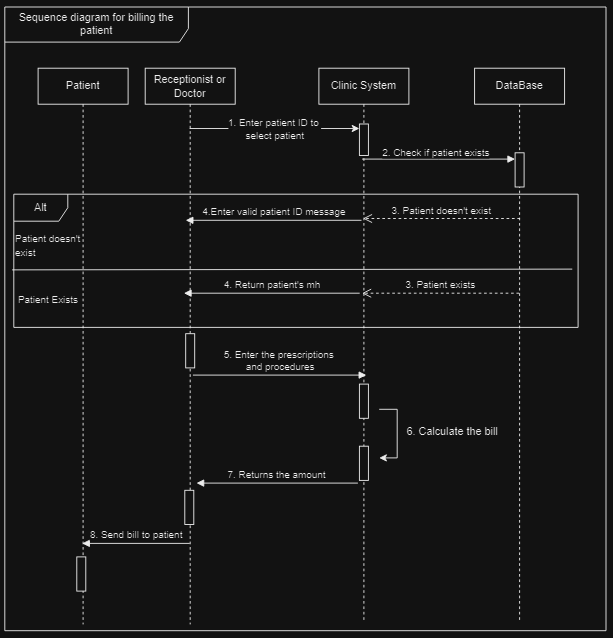 Sequence diagram for billing the
patient
Patient
Receptionist or
Doctor
Clinic System
DataBase
1. Enter patient ID to
select patient
2. Check if patient exists
Alt
4.Enter valid patient ID message
3. Patient doesn't exist
Patient doesn't
exist
4. Return patient's mh
3. Patient exists
Patient Exists
5. Enter the prescriptions
and procedures
6. Calculate the bill
7. Returns the amount
8. Send bill to patient